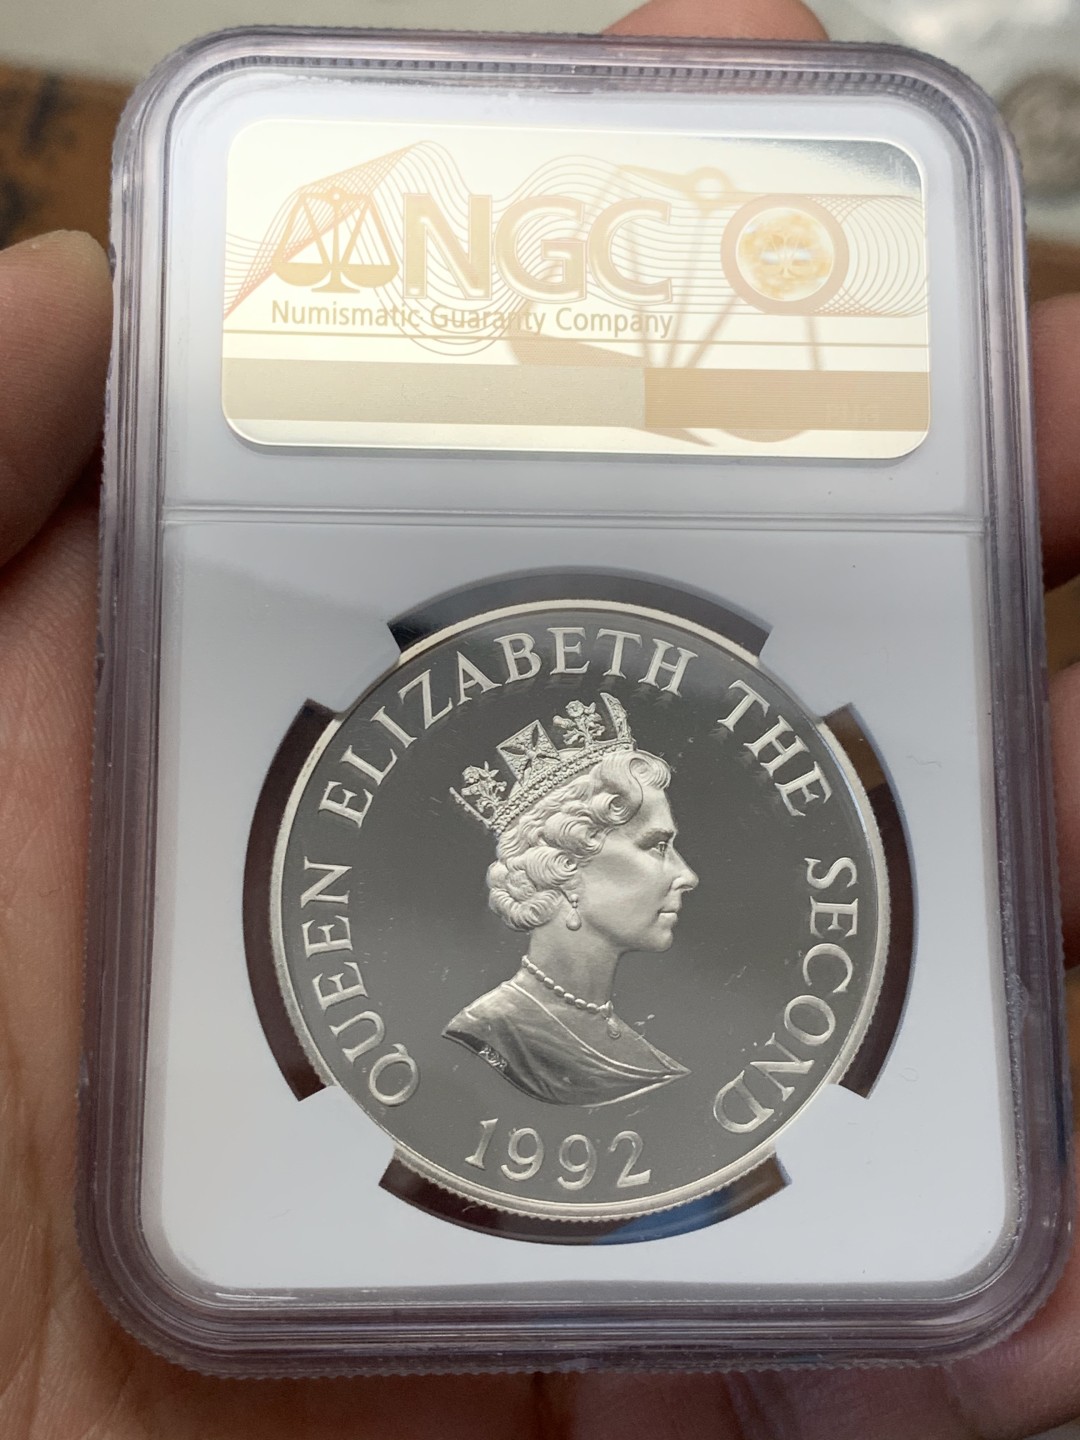 NGC
Numismatic Guaranty Company
QUEEN ELIZABETH THE SECOND
1992